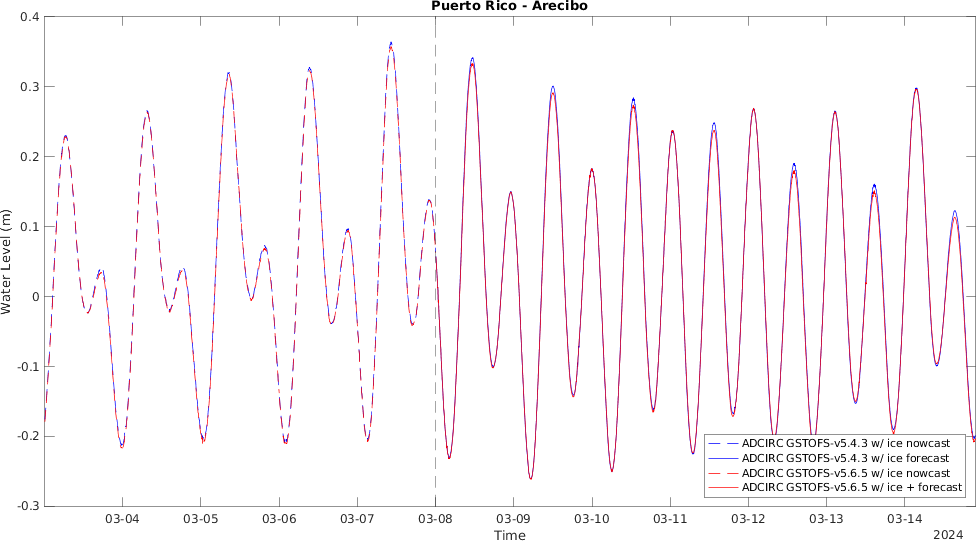 Puerto Rico - Arecibo
0.4
0.3
0.2
0.1
0
-0.1
-0.2
-0.3
Water Level (m)
ADCIRC GSTOFS-v5.4.3 w/ ice nowcast
ADCIRC GSTOFS-v5.4.3 w/ ice forecast
ADCIRC GSTOFS-v5.6.5 w/ ice nowcast
ADCIRC GSTOFS-v5.6.5 w/ ice + forecast
03-04 03-05 03-06 03-07 03-08 03-09 03-10 03-11 03-12 03-13 03-14
Time
2024